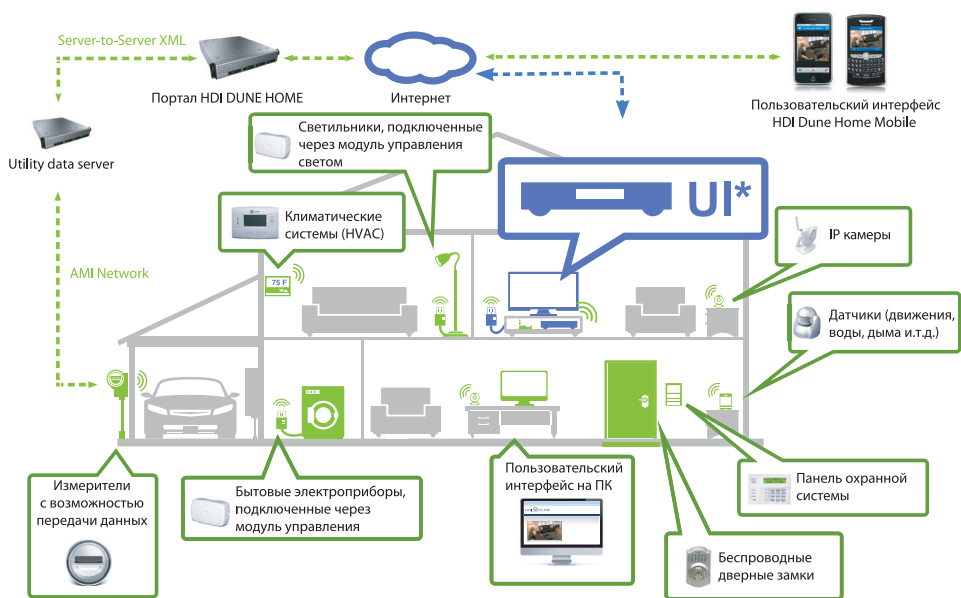 Server-to-Server XML
Портал HDI DUNE HOME
Интернет
Пользовательский интерфейс
HDI Dune Home Mobile
Utility data server
AMI Network
Светильники, подключенные
через модуль управления
светом
Климатические
системы (HVAC)
UI*
IP камеры
75 F
Датчики (движения,
воды, дыма и.т.д.)
Измерители
с возможностью
передачи данных
Бытовые электроприборы,
подключенные через
модуль управления
Пользовательский
интерфейс на ПК
Панель охранной
системы
Беспроводные
дверные замки